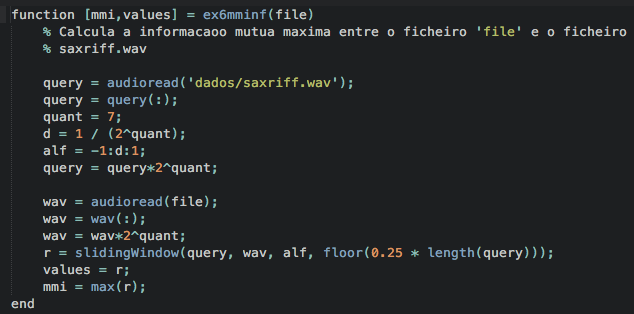 function [mmi,values] = ex6mminf(file)
% Calcula a informacaoo mutua maxima entre o ficheiro 'file' e o ficheiro
% saxriff.wav
query = audioread('dados/saxriff.wav');
query = query(:);
quant = 7;
d = 1 / (2^quant);
alf = -1:d:1;
query = query*2^quant;
wav = audioread(file);
wav = wav(:);
wav = wav*2^quant;
r = slidingWindow(query, wav, alf, floor(0.25 * length(query)));
values = r;
mmi = max(r);
end